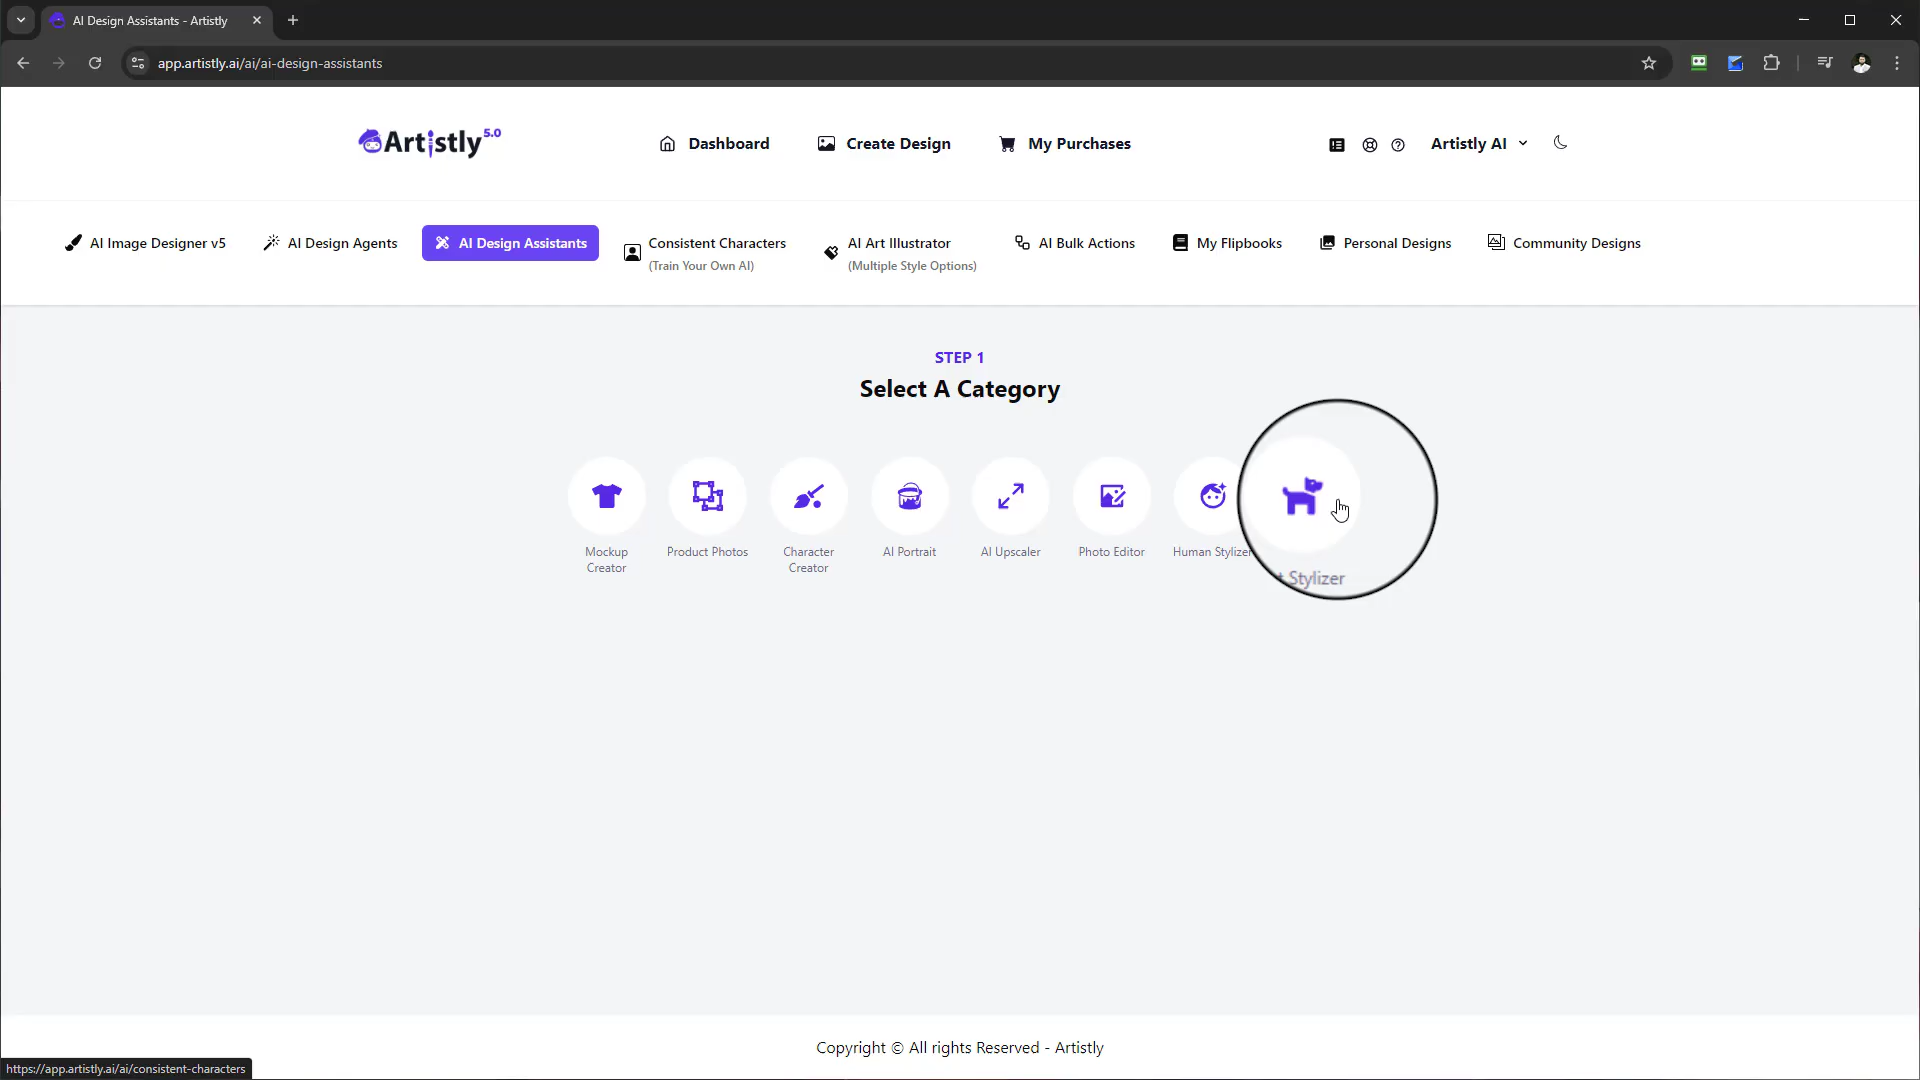 AI Design Assistants - Artistly
app.artistly.ai/ai/ai-design-assistants
Artistly 5.0
Dashboard
Create Design
My Purchases
Artistly AI
AI Image Designer v5
AI Design Agents
AI Design Assistants
Consistent Characters
(Train Your Own AI)
AI Art Illustrator
(Multiple Style Options)
AI Bulk Actions
My Flipbooks
Personal Designs
Community Designs
STEP 1
Select A Category
Mockup
Creator
Product Photos
Character
Creator
AI Portrait
AI Upscaler
Photo Editor
Human Stylizer
Stylizer
Copyright © All rights Reserved - Artistly
https://app.artistly.ai/ai/consistent-characters